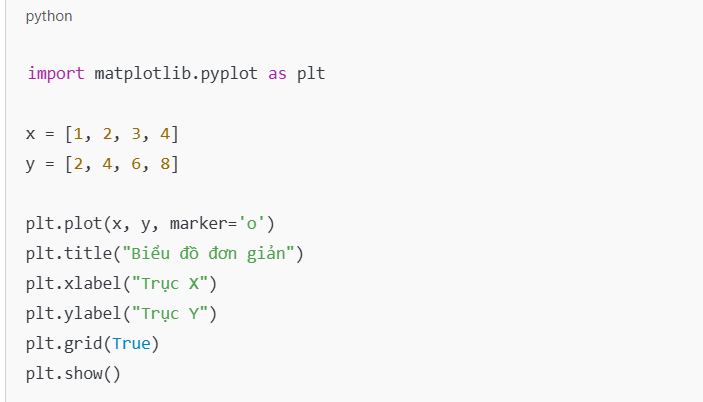 python
import matplotlib.pyplot as plt
x = [1, 2, 3, 4]
y = [2, 4, 6, 8]
plt.plot(x, y, marker='o')
plt.title("Biểu đồ đơn giản")
plt.xlabel("Trục X")
plt.ylabel("Trục Y")
plt.grid(True)
plt.show()